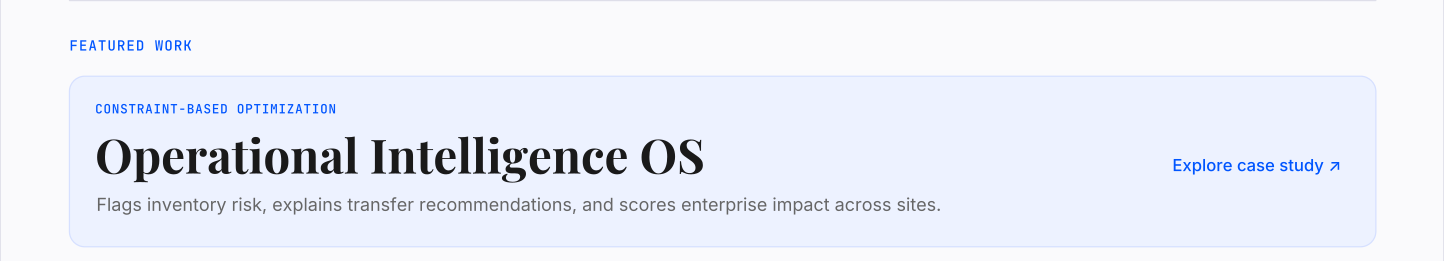 FEATURED WORK
CONSTRAINT-BASED OPTIMIZATION
Operational Intelligence OS
Explore case study ↗
Flags inventory risk, explains transfer recommendations, and scores enterprise impact across sites.